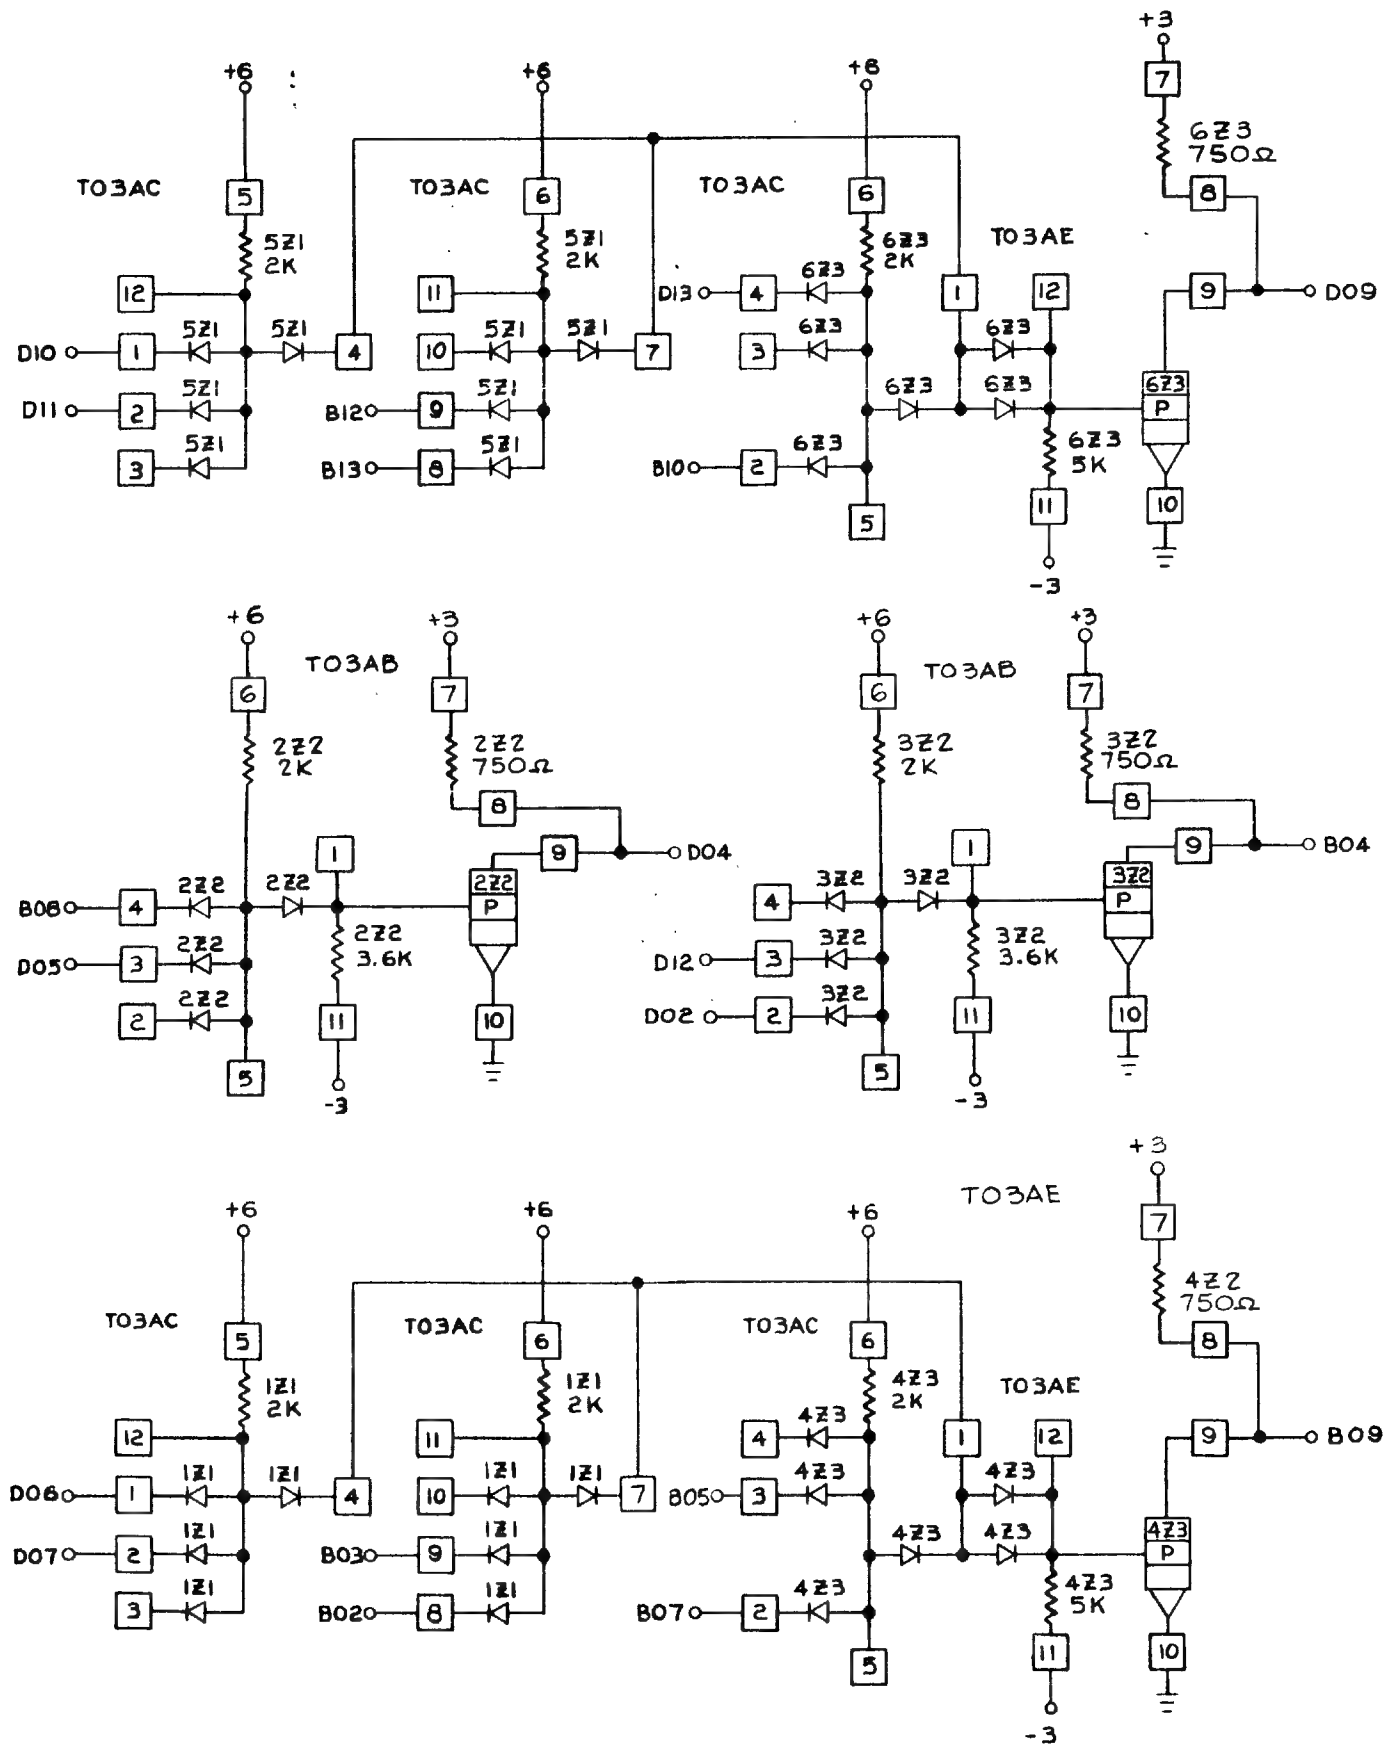 +3
+6
+6
+6
7
6Z3
750Ω
T03AC
5
T03AC
6
T03AC
6
8
5Z1
2K
5Z1
2K
6Z3
2K
T03AE
12
11
D13
4
6Z3
1
12
9
D09
D10
1
5Z1
5Z1
4
10
5Z1
5Z1
7
3
6Z3
6Z3
D11
2
5Z1
B12
9
5Z1
6Z3
6Z3
6Z3
P
3
5Z1
B13
8
5Z1
B10
2
6Z3
6Z3
5K
5
11
10
-3
+6
+3
+6
+3
T03AB
T03AB
6
7
6
7
2Z2
2K
2Z2
750Ω
3Z2
2K
3Z2
750Ω
8
8
1
9
D04
1
9
B04
B08
4
2Z2
2Z2
2Z2
P
4
3Z2
3Z2
3Z2
P
D05
3
2Z2
2Z2
3.6K
D12
3
3Z2
3Z2
3.6K
2
2Z2
11
10
D02
2
3Z2
11
10
5
5
-3
-3
+3
T03AE
+6
+6
+6
7
4Z2
750Ω
T03AC
5
T03AC
6
T03AC
6
8
1Z1
2K
1Z1
2K
4Z3
2K
T03AE
12
11
4
4Z3
1
12
9
B09
D06
1
1Z1
1Z1
4
10
1Z1
1Z1
7
B05
3
4Z3
4Z3
D07
2
1Z1
B03
9
1Z1
4Z3
4Z3
4Z3
P
3
1Z1
B02
8
1Z1
B07
2
4Z3
4Z3
5K
5
11
10
-3